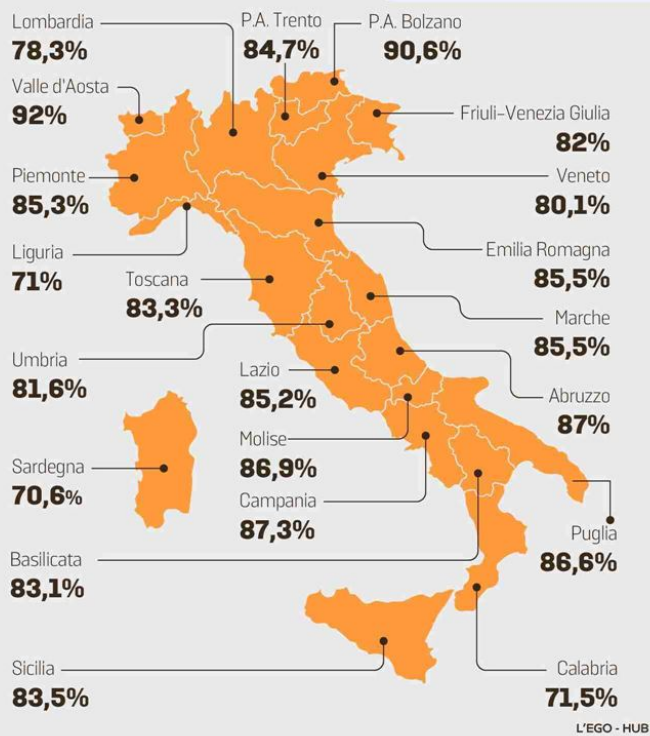 Lombardia
78,3%
P.A. Trento
84,7%
P.A. Bolzano
90,6%
Valle d'Aosta
92%
Friuli-Venezia Giulia
82%
Piemonte
85,3%
Veneto
80,1%
Liguria
71%
Emilia Romagna
85,5%
Toscana
83,3%
Marche
85,5%
Umbria
81,6%
Lazio
85,2%
Abruzzo
87%
Molise
86,9%
Sardegna
70,6%
Campania
87,3%
Puglia
86,6%
Basilicata
83,1%
Sicilia
83,5%
Calabria
71,5%
L'EGO - HUB